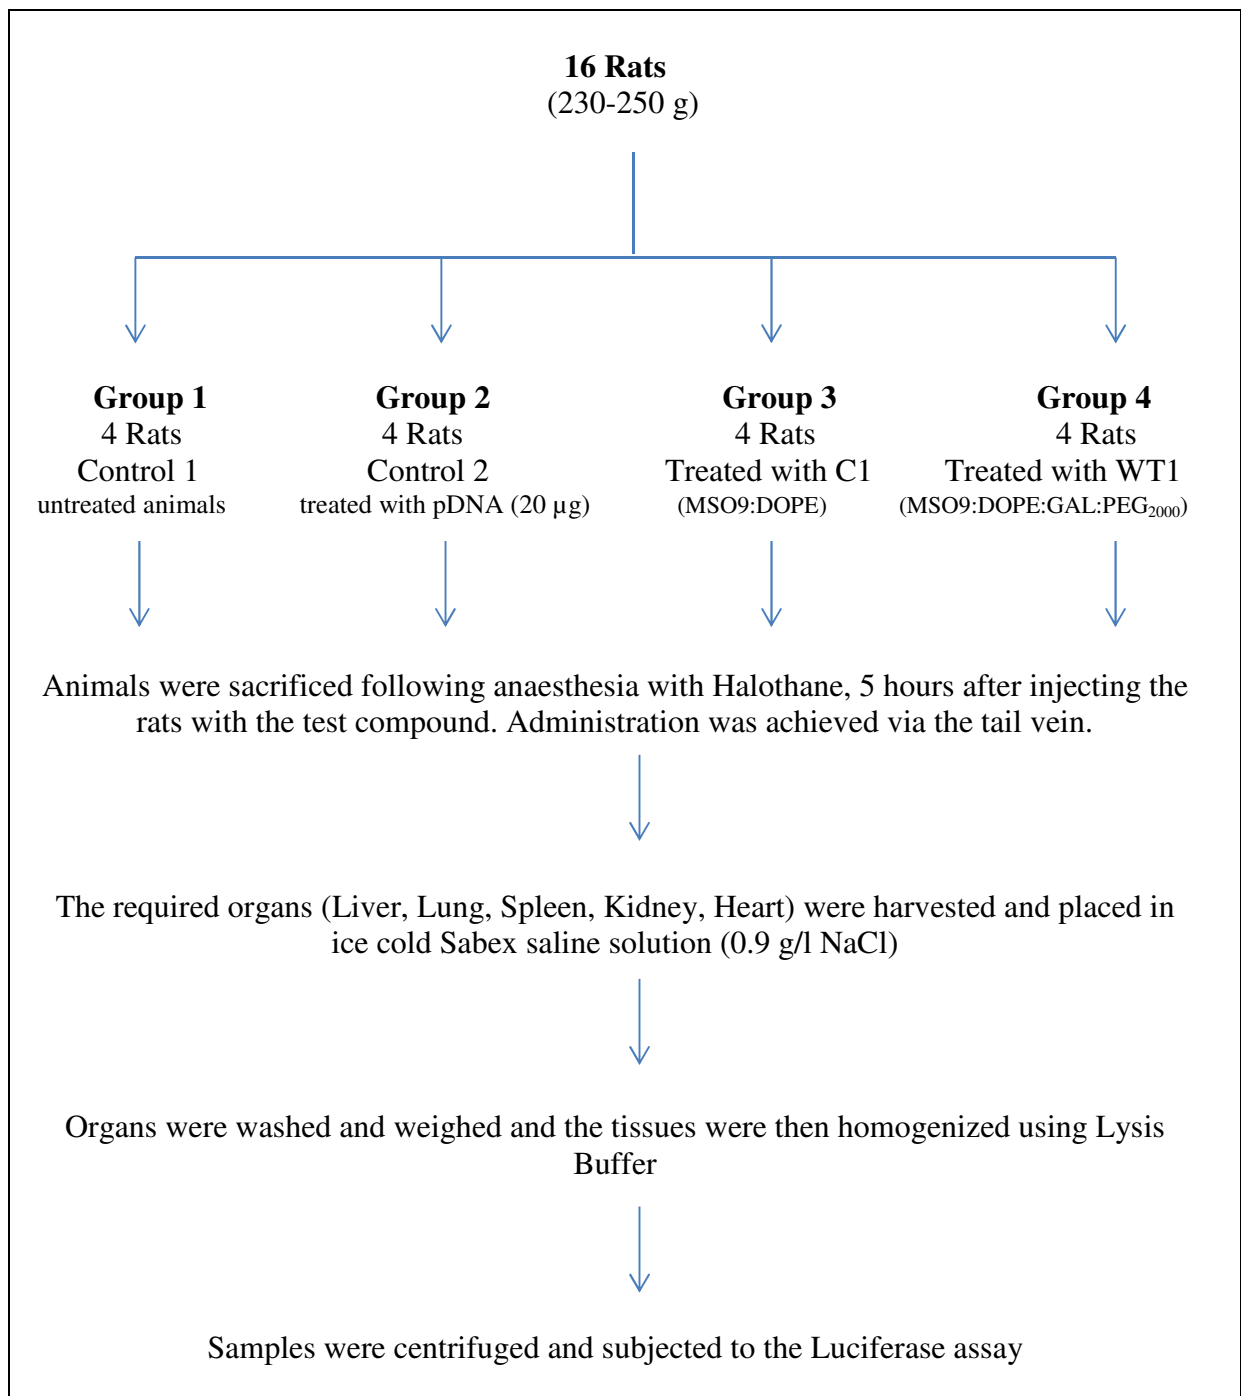 16 Rats
(230-250 g)
Group 1
4 Rats
Control 1
untreated animals
Group 2
4 Rats
Control 2
treated with pDNA (20 µg)
Group 3
4 Rats
Treated with C1
(MSO9:DOPE)
Group 4
4 Rats
Treated with WT1
(MSO9:DOPE:GAL:PEG2000)
Animals were sacrificed following anaesthesia with Halothane, 5 hours after injecting the
rats with the test compound. Administration was achieved via the tail vein.
The required organs (Liver, Lung, Spleen, Kidney, Heart) were harvested and placed in
ice cold Sabex saline solution (0.9 g/l NaCl)
Organs were washed and weighed and the tissues were then homogenized using Lysis
Buffer
Samples were centrifuged and subjected to the Luciferase assay